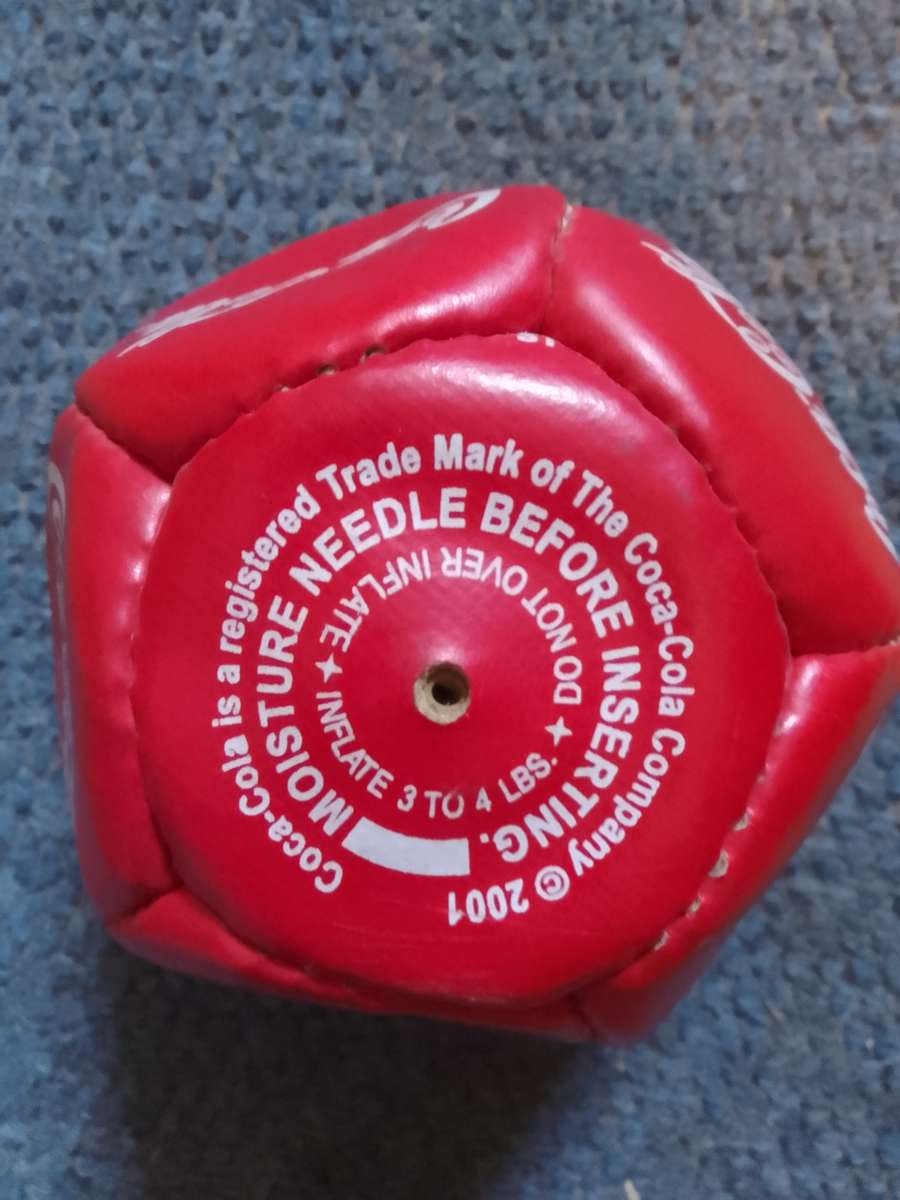 Coca-Cola is a registered Trade Mark of The Coca-Cola Company © 2001
MOISTURE NEEDLE BEFORE INSERTING.
DO NOT OVER INFLATE ✦ INFLATE 3 TO 4 LBS. ✦